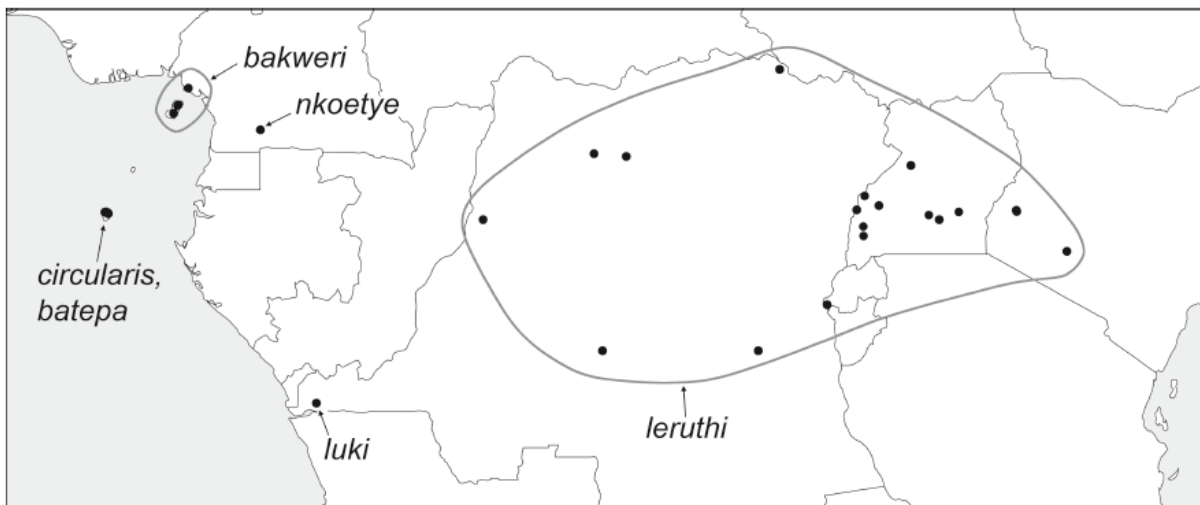 bakweri
nkoetye
circularis,
batepa
leruthi
luki